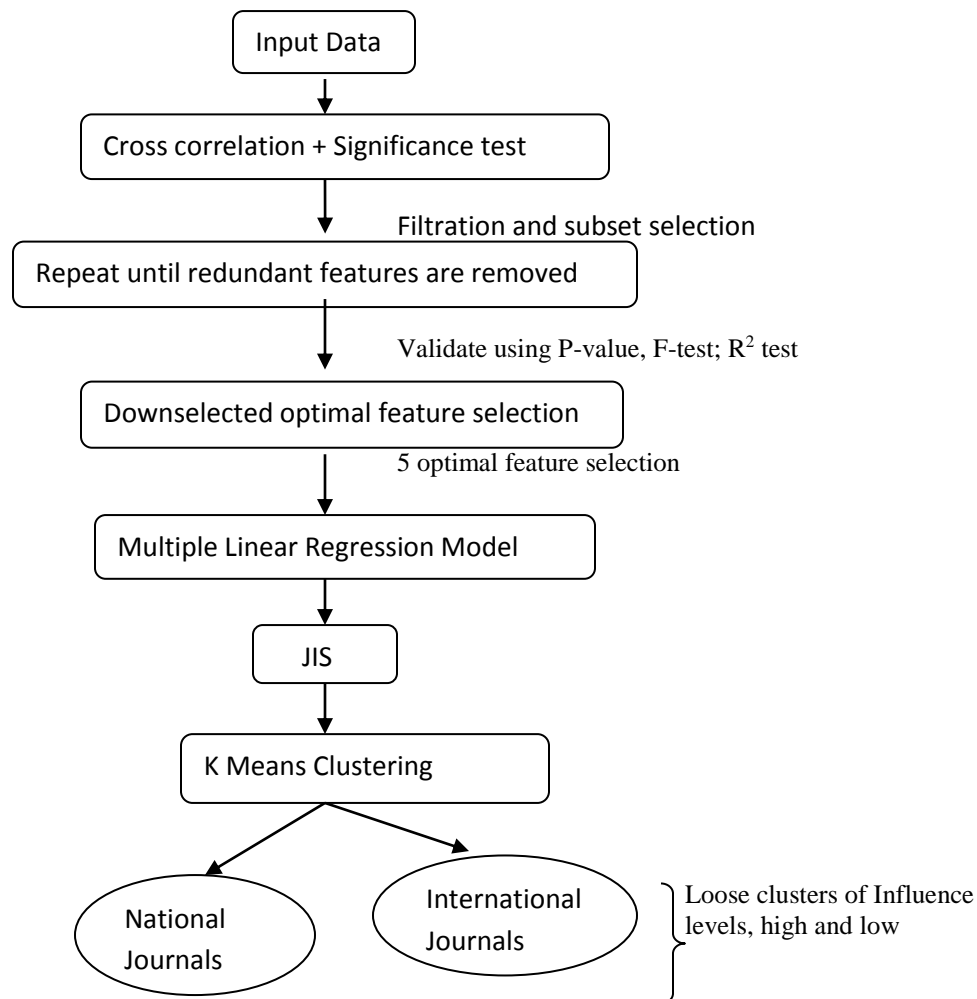 Input Data
Cross correlation + Significance test
Filtration and subset selection
Repeat until redundant features are removed
Validate using P-value, F-test; R² test
Downselected optimal feature selection
5 optimal feature selection
Multiple Linear Regression Model
JIS
K Means Clustering
National
Journals
International
Journals
Loose clusters of Influence
levels, high and low